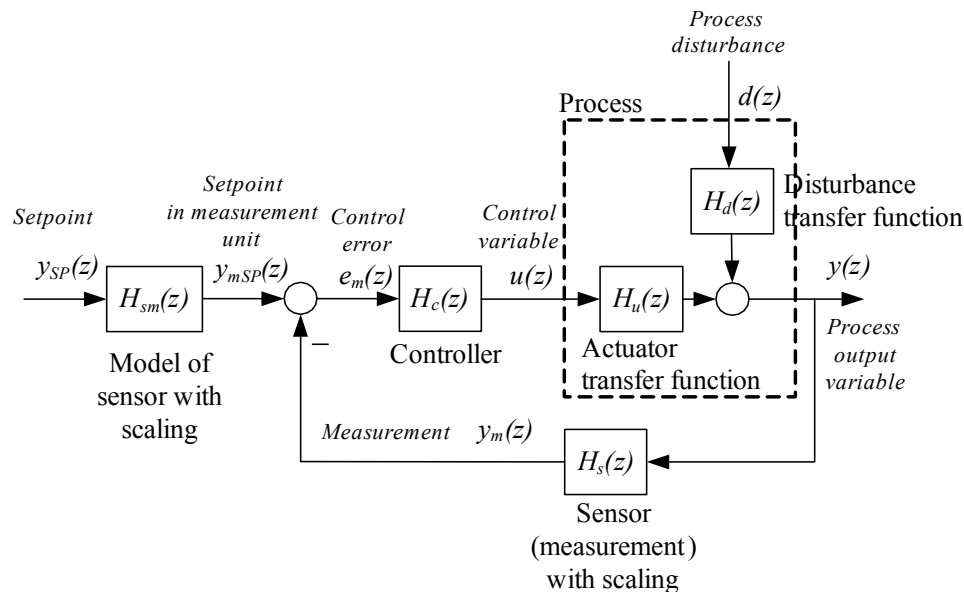 Process
disturbance
d(z)
Process
H_d(z)
Disturbance
transfer function
Setpoint
y_SP(z)
H_sm(z)
Model of
sensor with
scaling
Setpoint
in measurement
unit
y_mSP(z)
Control
error
e_m(z)
–
H_c(z)
Controller
Control
variable
u(z)
H_u(z)
Actuator
transfer function
y(z)
Process
output
variable
Measurement y_m(z)
H_s(z)
Sensor
(measurement)
with scaling